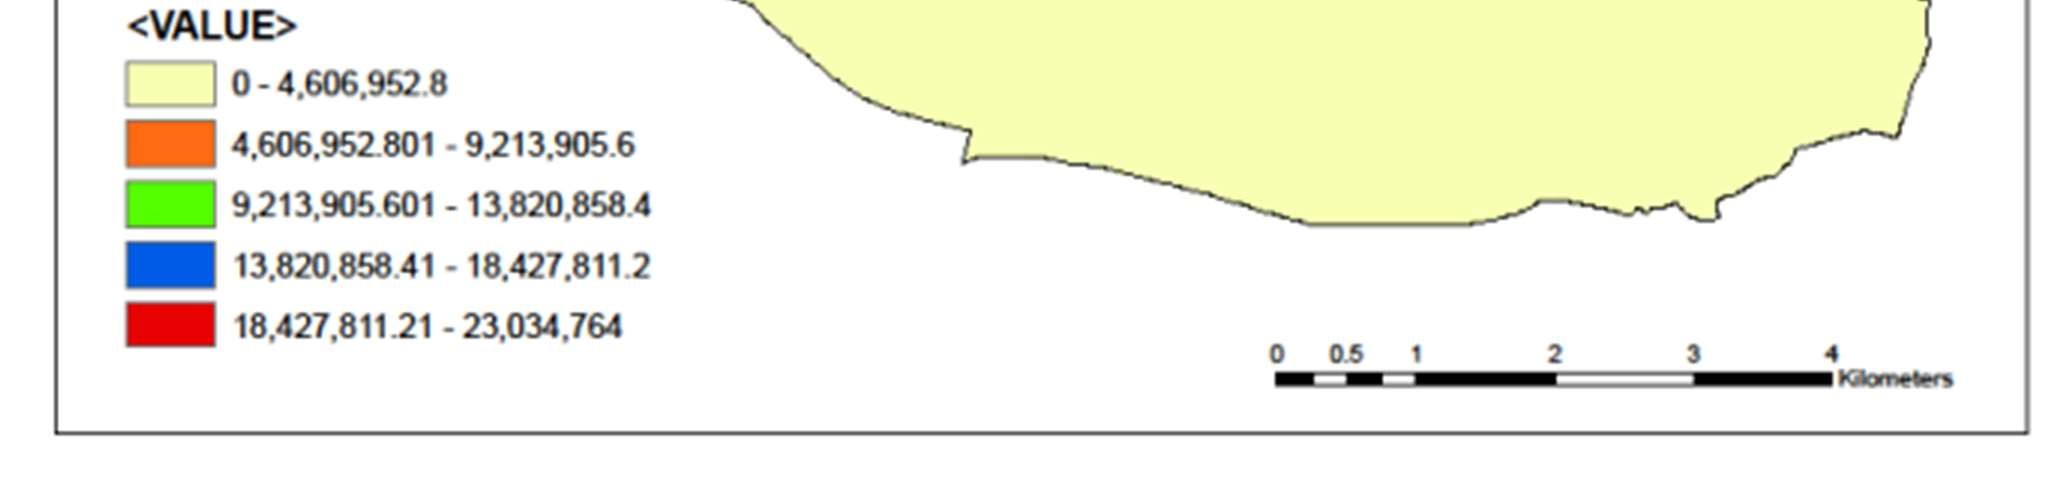 <VALUE>
0 - 4,606,952.8
4,606,952.801 - 9,213,905.6
9,213,905.601 - 13,820,858.4
13,820,858.41 - 18,427,811.2
18,427,811.21 - 23,034,764
0 0.5 1 2 3 4
Kilometers